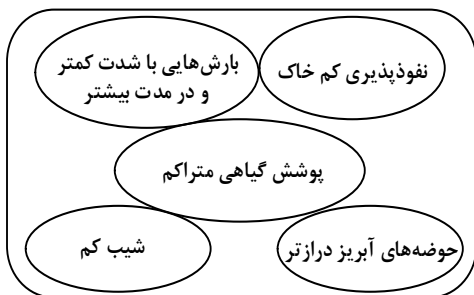 نفوذپذیری کم خاک
بارش‌هایی با شدت کمتر
و در مدت بیشتر
پوشش گیاهی متراکم
حوضه‌های آبریز درازتر
شیب کم